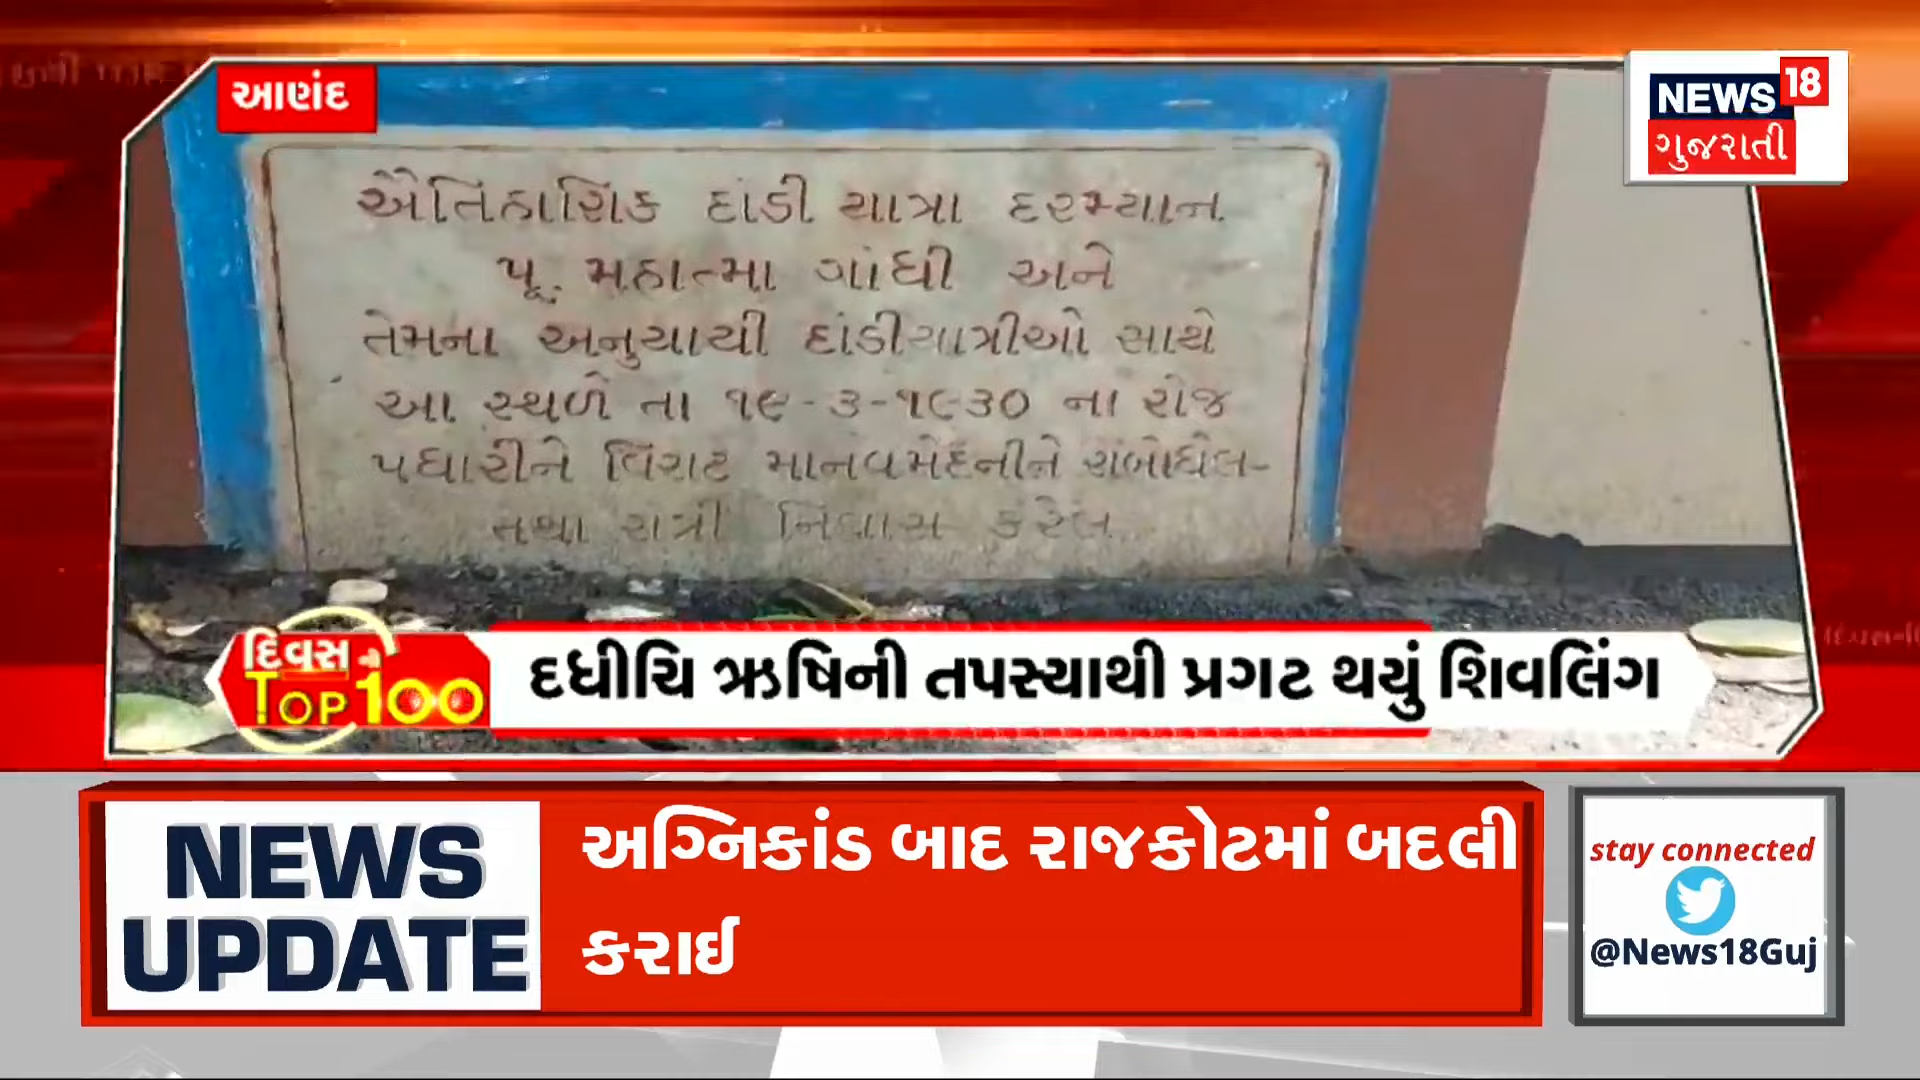 આણંદ
NEWS 18
ગુજરાતી
ઐતિહાશિક દાંડી યાત્રા દરમ્યાન
પૂ. મહાત્મા ગાંધી અને
તેમના અનુયાયી દાંડીયાત્રીઓ સાથે
આ સ્થળે તા ૧૯-૩-૧૯૩૦ ના રોજ
પધારીને વિરાટ માનવમેદનીને સંબોધેલ-
તથા રાત્રી નિવાસ કરેલ.
દિવસ ના
TOP 100
દધીચિ ઋષિની તપસ્યાથી પ્રગટ થયું શિવલિંગ
NEWS
UPDATE
અગ્નિકાંડ બાદ રાજકોટમાં બદલી
કરાઈ
stay connected
@News18Guj